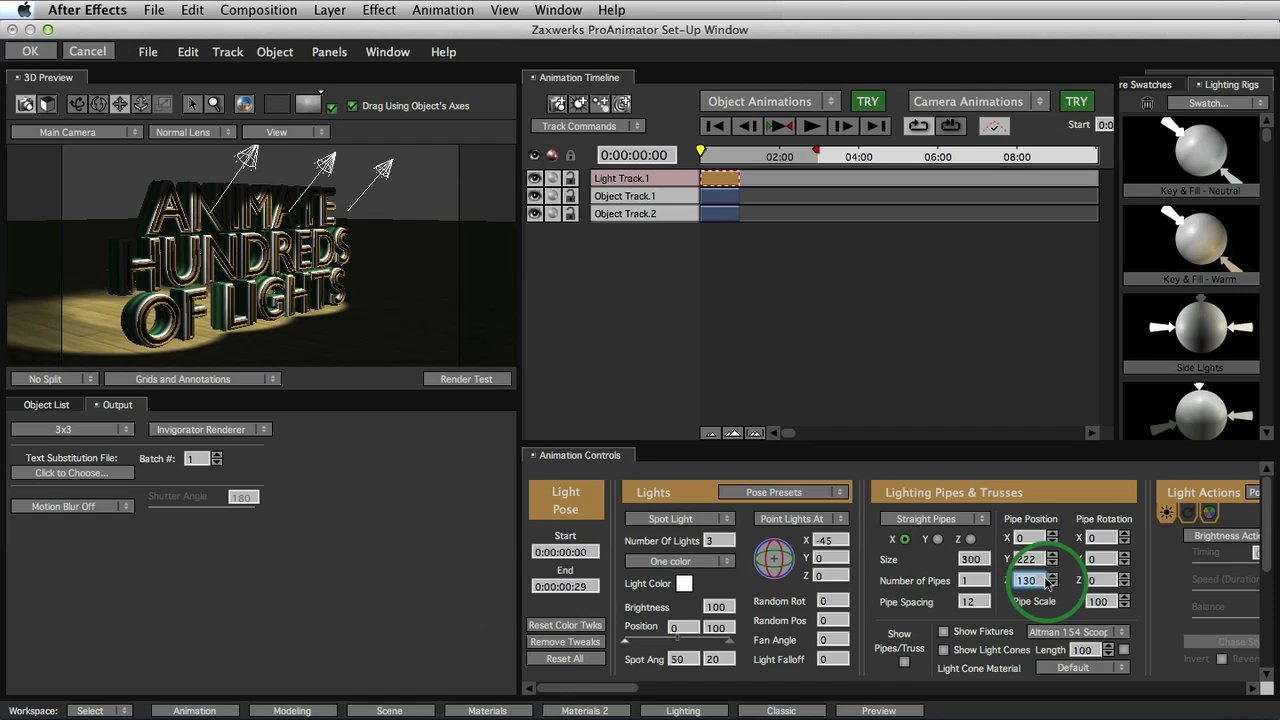 After Effects File Edit Composition Layer Effect Animation View Window Help
Zaxwerks ProAnimator Set-Up Window
OK Cancel File Edit Track Object Panels Window Help
3D Preview
Drag Using Object's Axes
Main Camera Normal Lens View
ANIMATE
HUNDREDS
OF LIGHTS
No Split Grids and Annotations Render Test
Object List Output
3x3 Invigorator Renderer
Text Substitution File: Batch #: 1
Click to Choose...
Motion Blur Off Shutter Angle 180
Animation Timeline
Object Animations TRY Camera Animations TRY
Track Commands Start 0:0
0:00:00:00 02:00 04:00 06:00 08:00
Light Track.1
Object Track.1
Object Track.2
re Swatches Lighting Rigs
Swatch...
Key & Fill - Neutral
Key & Fill - Warm
Side Lights
Animation Controls
Light
Pose
Start
0:00:00:00
End
0:00:00:29
Reset Color Twks
Remove Tweaks
Reset All
Lights Pose Presets
Spot Light Point Lights At
Number Of Lights 3 X -45
One color Y 0
Light Color Z 0
Brightness 100 Random Rot 0
Position 0 100 Random Pos 0
Fan Angle 0
Spot Ang 50 20 Light Falloff 0
Lighting Pipes & Trusses
Straight Pipes Pipe Position Pipe Rotation
X Y Z X 0 X 0
Size 300 Y 222 Y 0
Number of Pipes 1 130 Z 0
Pipe Spacing 12 Pipe Scale 100
Show
Pipes/Truss
Show Fixtures Altman 154 Scoop
Show Light Cones Length 100
Light Cone Material Default
Light Actions Po
Brightness Acti
Timing
Speed (Duration
Balance
Chase St
Invert Rever
Workspace: Select Animation Modeling Scene Materials Materials 2 Lighting Classic Preview